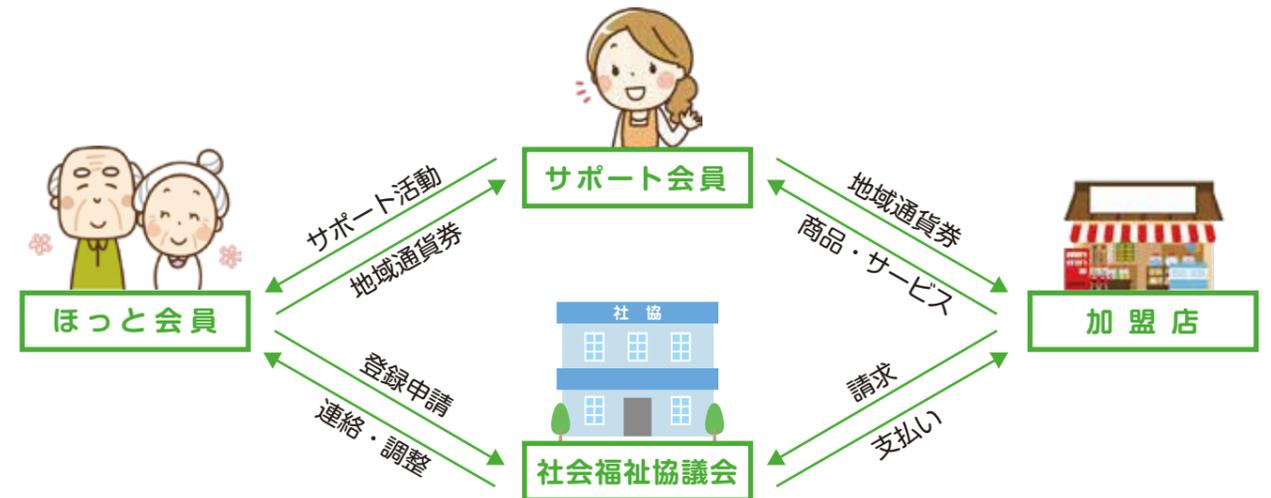 サポート会員
サポート活動
地域通貨券
地域通貨券
商品・サービス
ほっと会員
社 協
加盟店
登録申請
連絡・調整
請求
支払い
社会福祉協議会